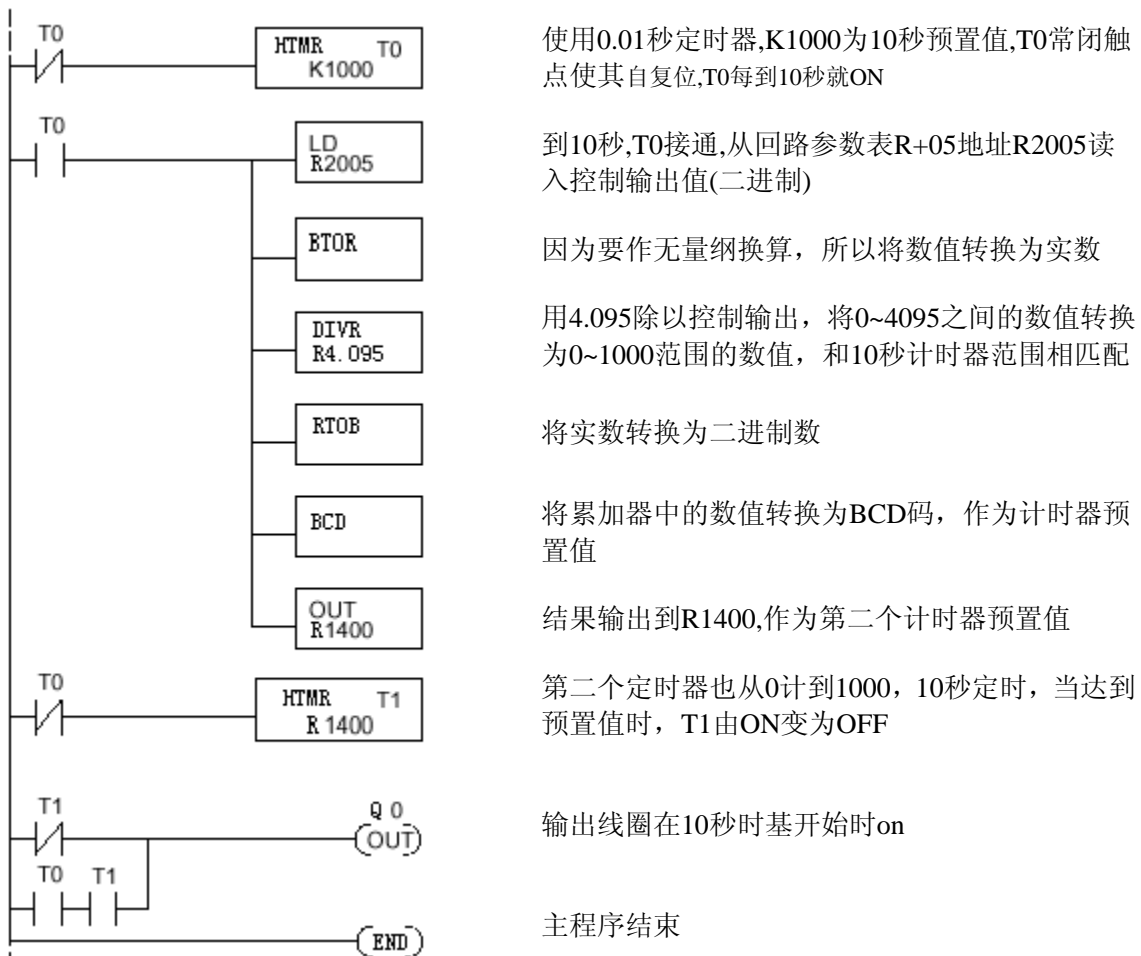 T0
HTMR T0
K1000
使用0.01秒定时器,K1000为10秒预置值,T0常闭触
点使其自复位,T0每到10秒就ON
T0
LD
R2005
到10秒,T0接通,从回路参数表R+05地址R2005读
入控制输出值(二进制)
BTOR
因为要作无量纲换算，所以将数值转换为实数
DIVR
R4.095
用4.095除以控制输出，将0~4095之间的数值转换
为0~1000范围的数值，和10秒计时器范围相匹配
RTOB
将实数转换为二进制数
BCD
将累加器中的数值转换为BCD码，作为计时器预
置值
OUT
R1400
结果输出到R1400,作为第二个计时器预置值
T0
HTMR T1
R 1400
第二个定时器也从0计到1000，10秒定时，当达到
预置值时，T1由ON变为OFF
T1
Q 0
OUT
输出线圈在10秒时基开始时on
T0 T1
END
主程序结束